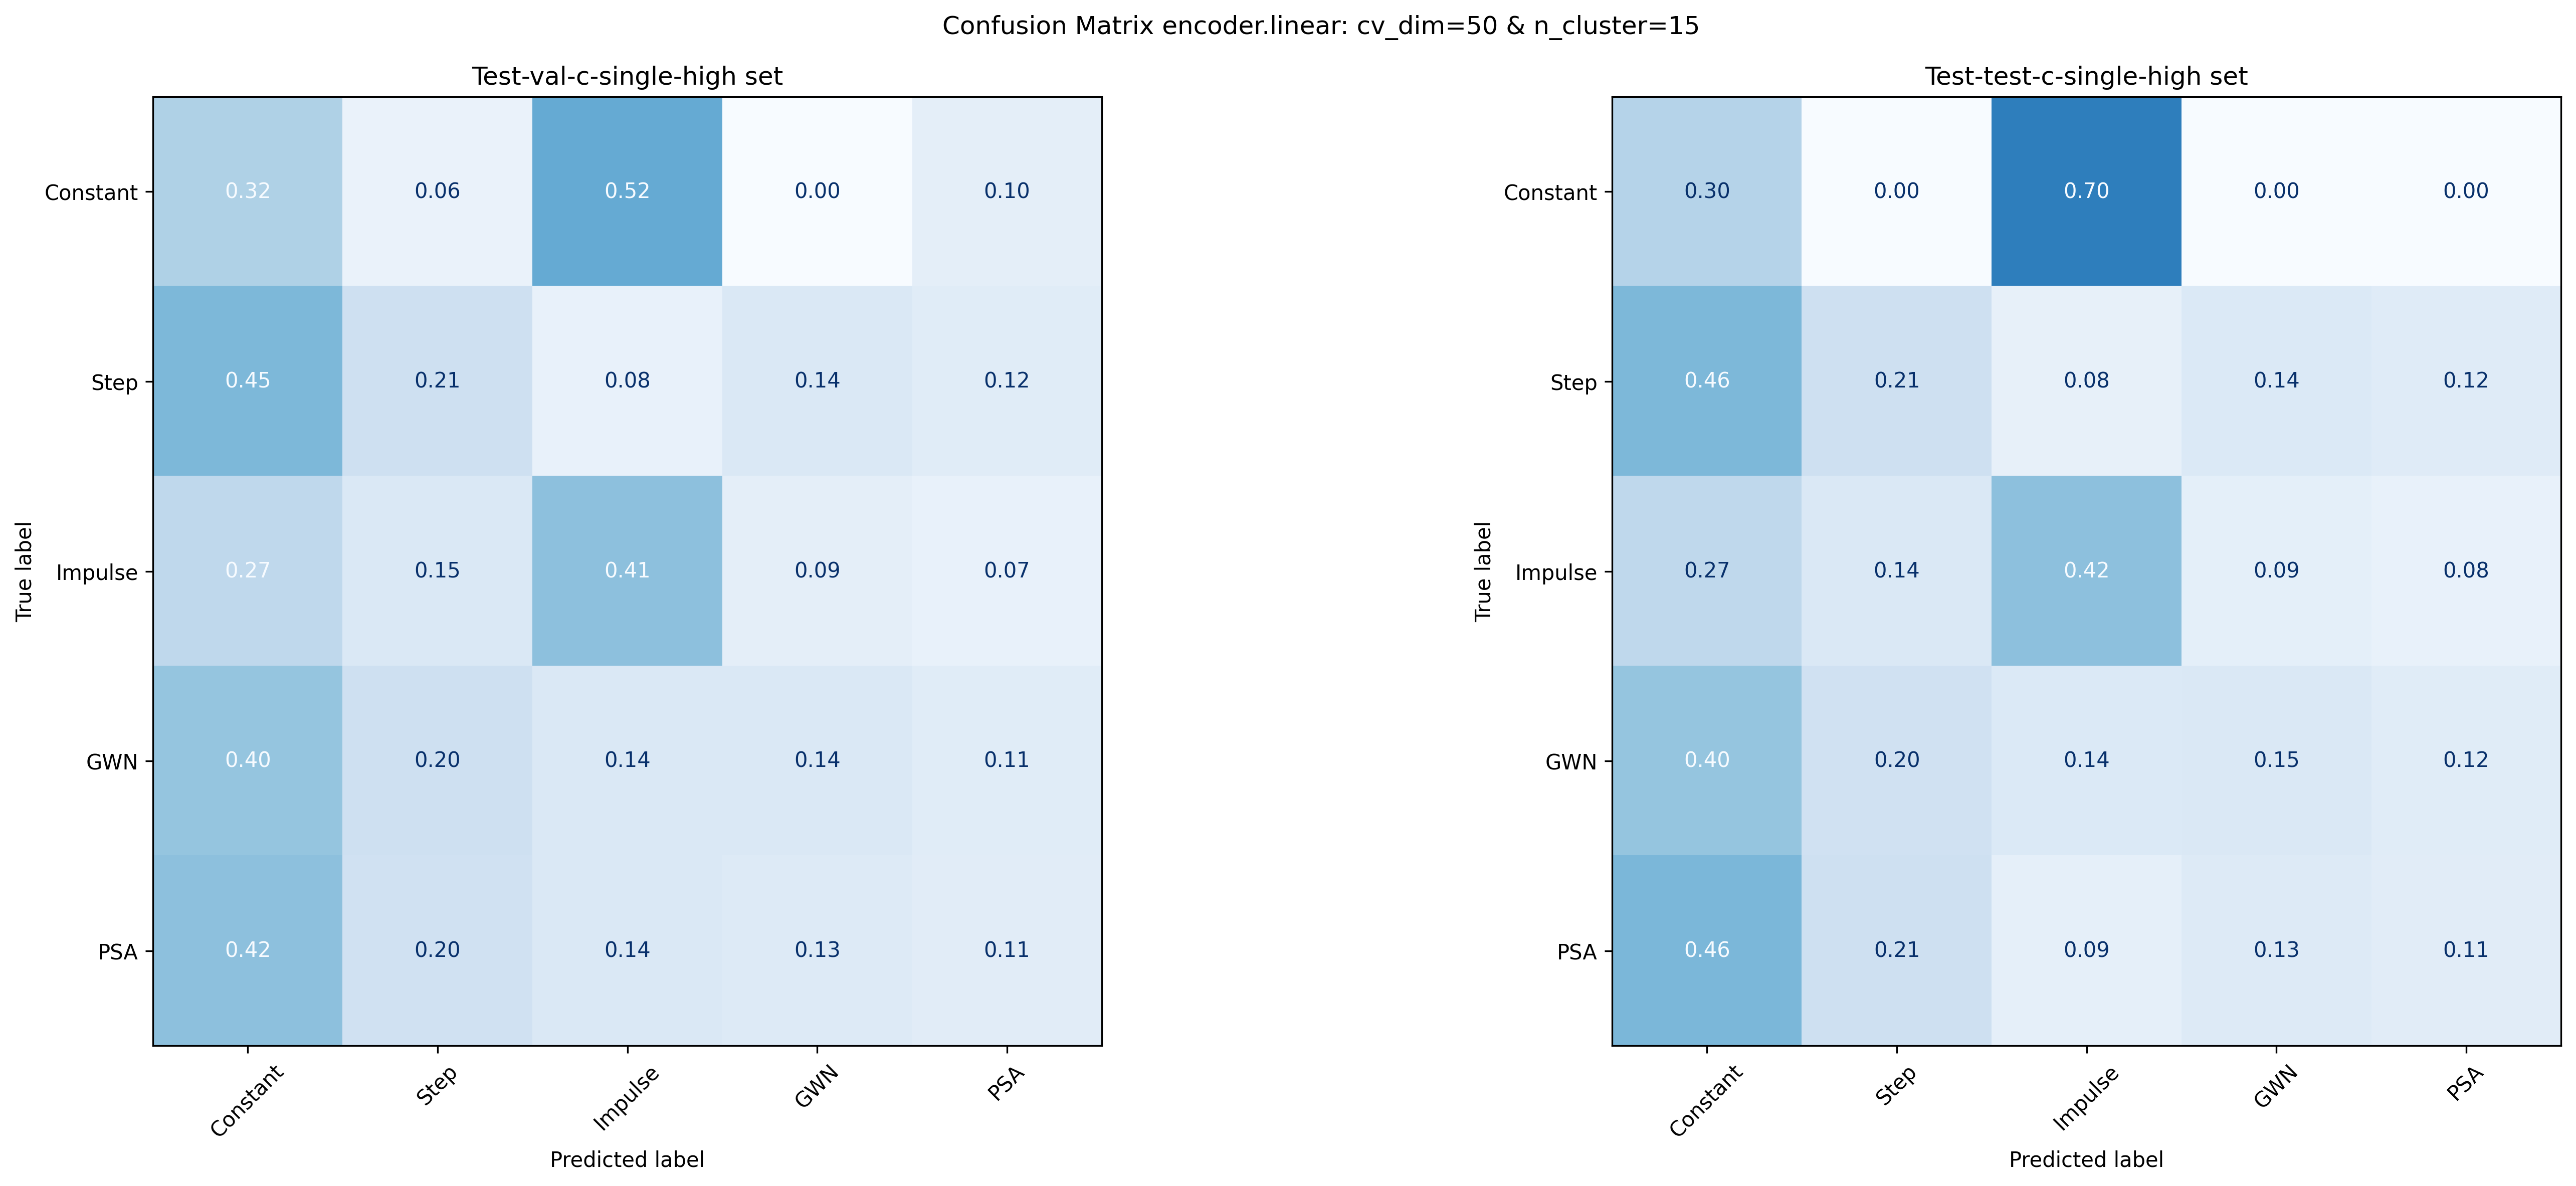 Confusion Matrix encoder.linear: cv_dim=50 & n_cluster=15
Test-val-c-single-high set
True label
Constant 0.32 0.06 0.52 0.00 0.10
Step 0.45 0.21 0.08 0.14 0.12
Impulse 0.27 0.15 0.41 0.09 0.07
GWN 0.40 0.20 0.14 0.14 0.11
PSA 0.42 0.20 0.14 0.13 0.11
Constant Step Impulse GWN PSA
Predicted label
Test-test-c-single-high set
True label
Constant 0.30 0.00 0.70 0.00 0.00
Step 0.46 0.21 0.08 0.14 0.12
Impulse 0.27 0.14 0.42 0.09 0.08
GWN 0.40 0.20 0.14 0.15 0.12
PSA 0.46 0.21 0.09 0.13 0.11
Constant Step Impulse GWN PSA
Predicted label